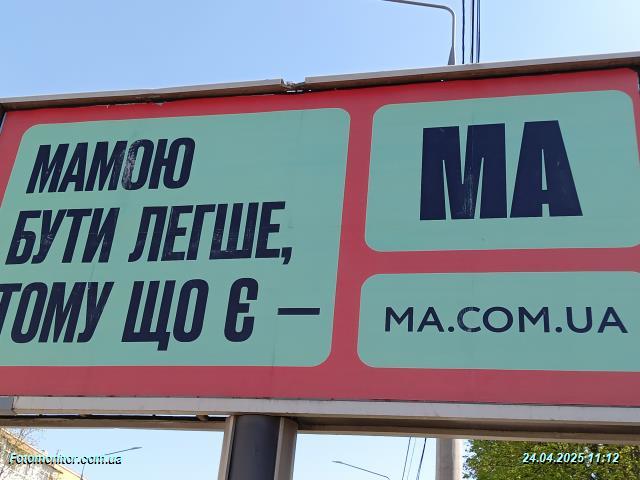 МАМОЮ
БУТИ ЛЕГШЕ,
ТОМУ ЩО Є —
МА
MA.COM.UA
Fotomonitor.com.ua
24.04.2025 11:12